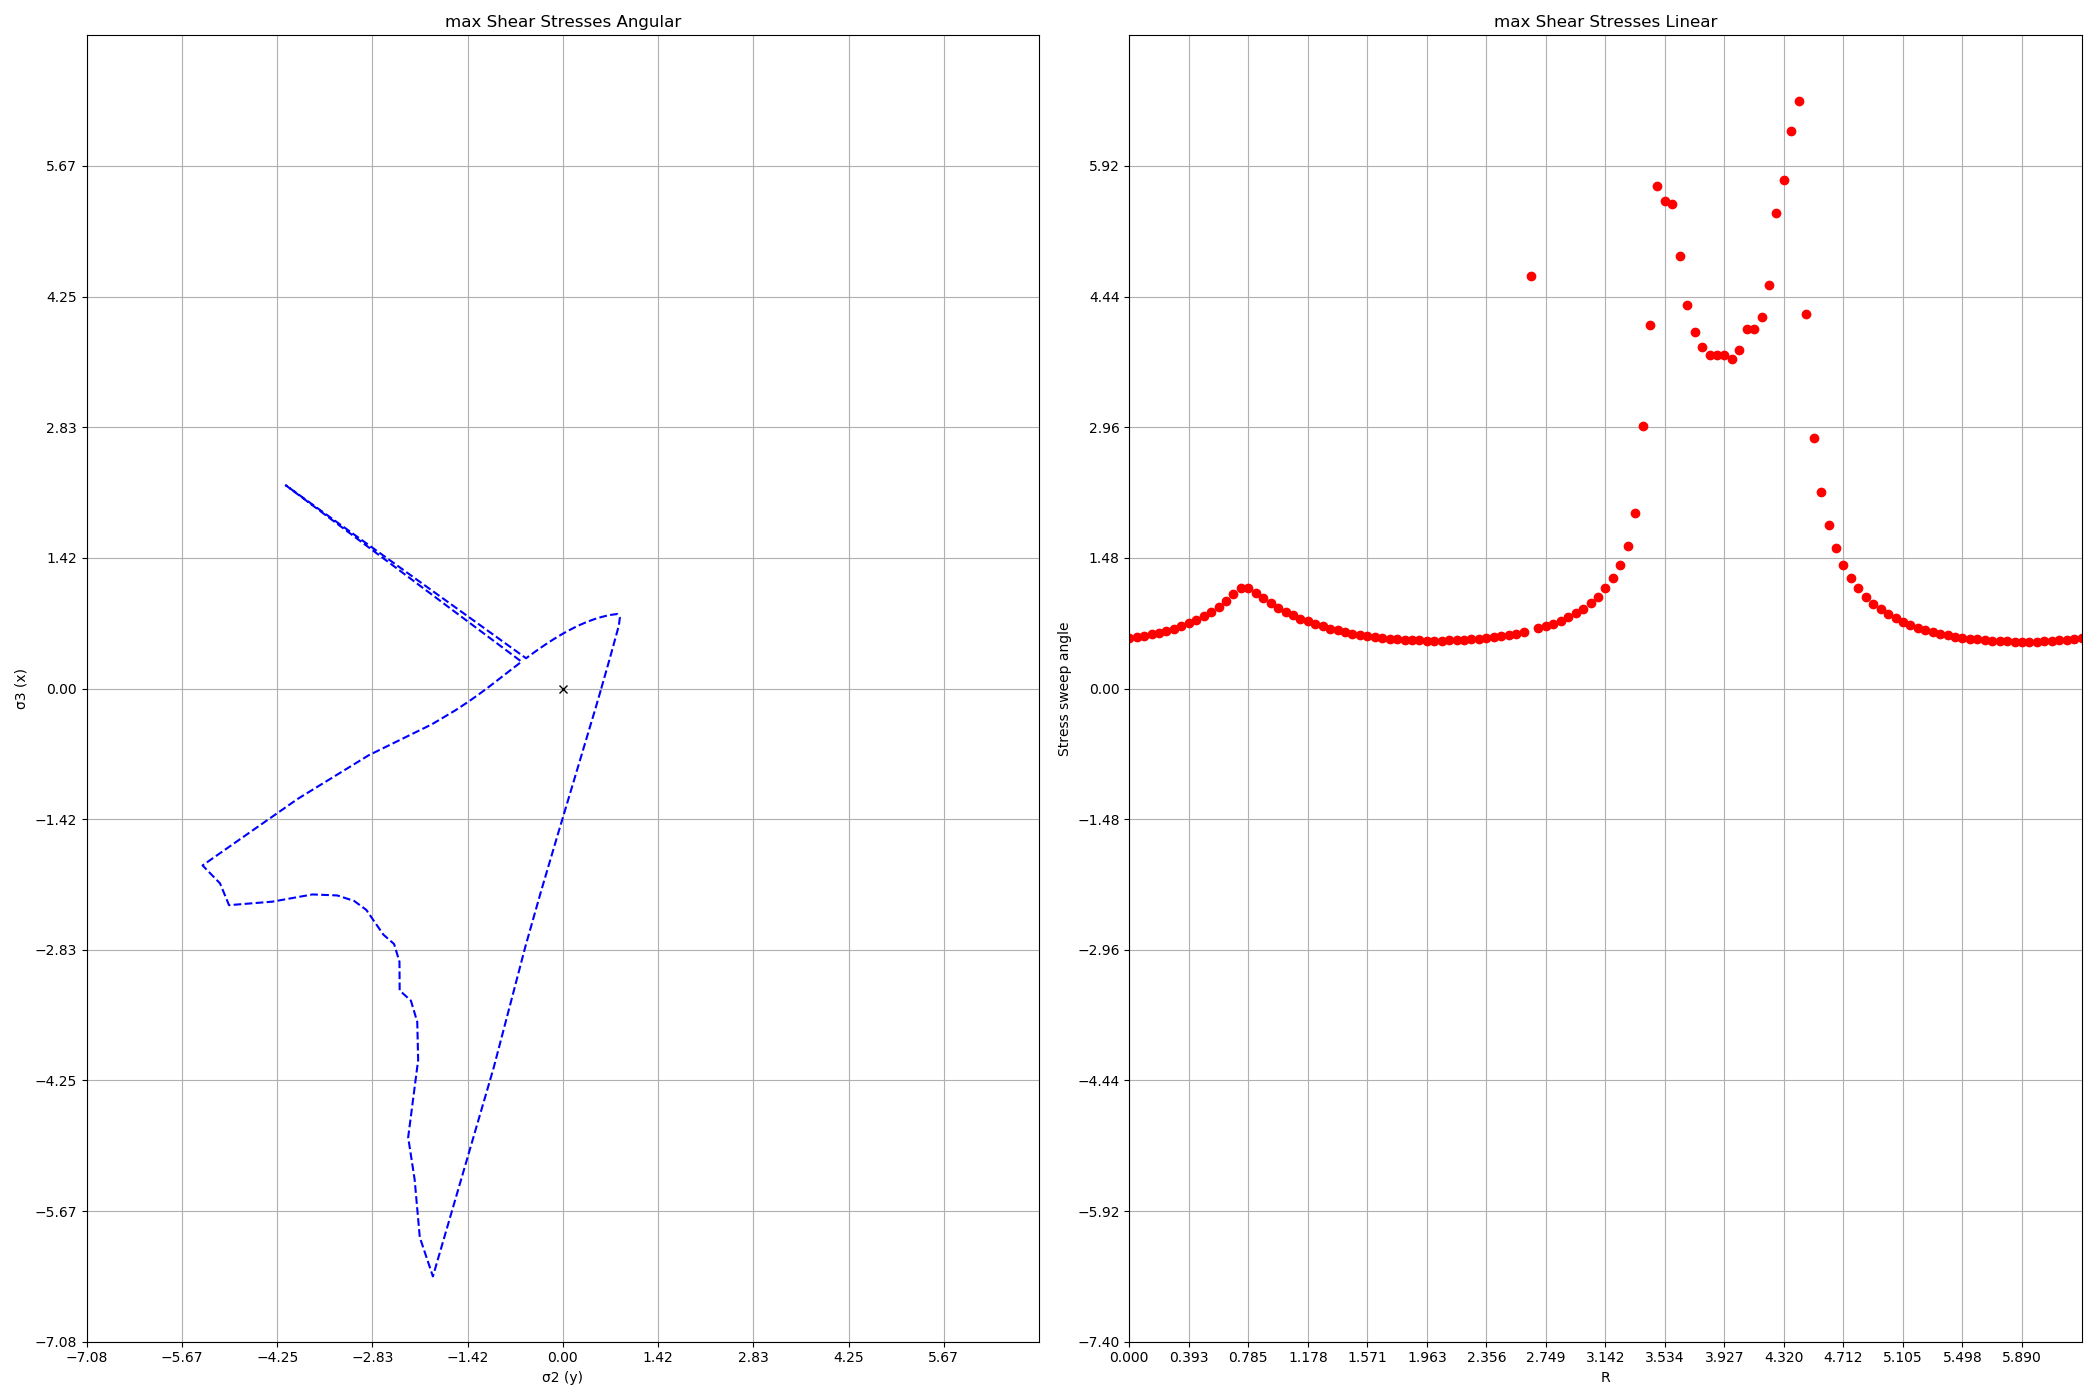 max Shear Stresses Angular
5.67
4.25
2.83
1.42
0.00
−1.42
−2.83
−4.25
−5.67
−7.08
σ3 (x)
−7.08 −5.67 −4.25 −2.83 −1.42 0.00 1.42 2.83 4.25 5.67
σ2 (y)
max Shear Stresses Linear
5.92
4.44
2.96
1.48
0.00
−1.48
−2.96
−4.44
−5.92
−7.40
Stress sweep angle
0.000 0.393 0.785 1.178 1.571 1.963 2.356 2.749 3.142 3.534 3.927 4.320 4.712 5.105 5.498 5.890
R